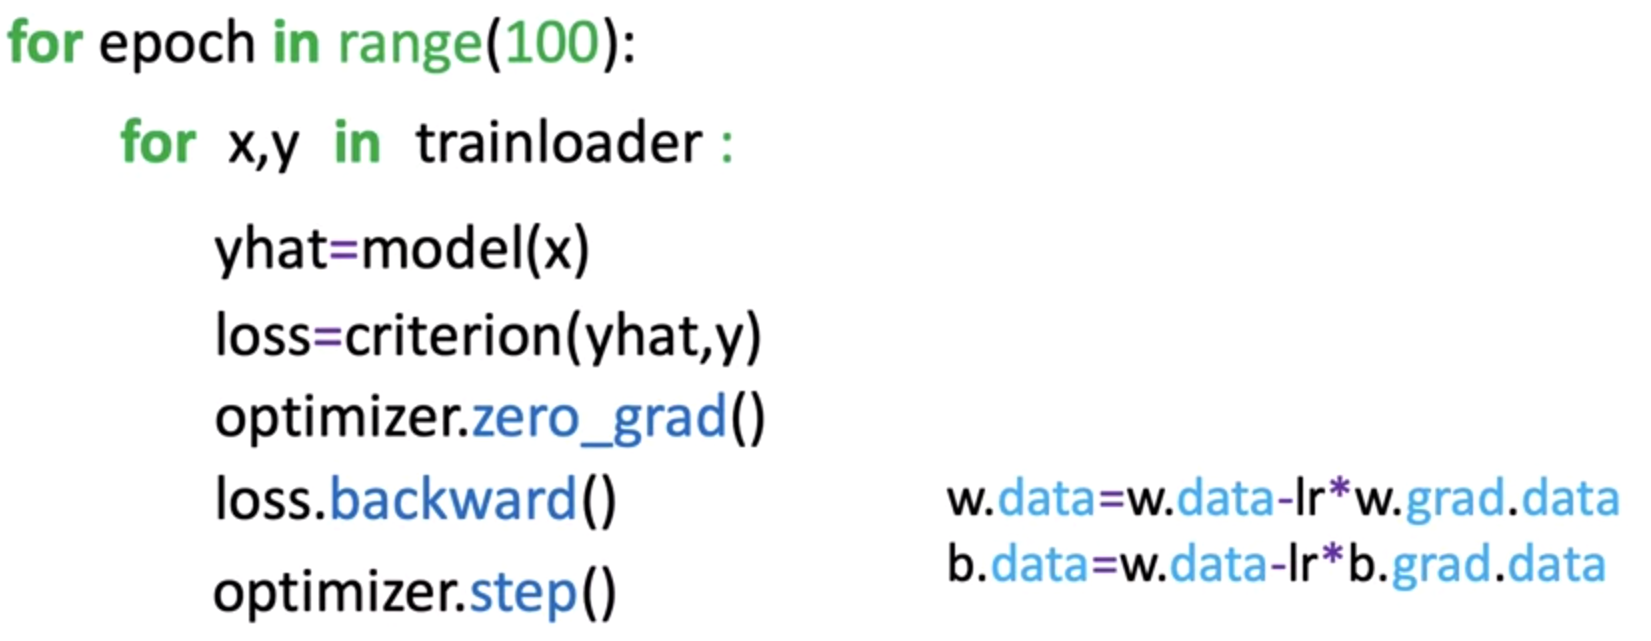 for epoch in range(100):
for x,y in trainloader :
yhat=model(x)
loss=criterion(yhat,y)
optimizer.zero_grad()
loss.backward()
optimizer.step()
w.data=w.data-lr*w.grad.data
b.data=w.data-lr*b.grad.data